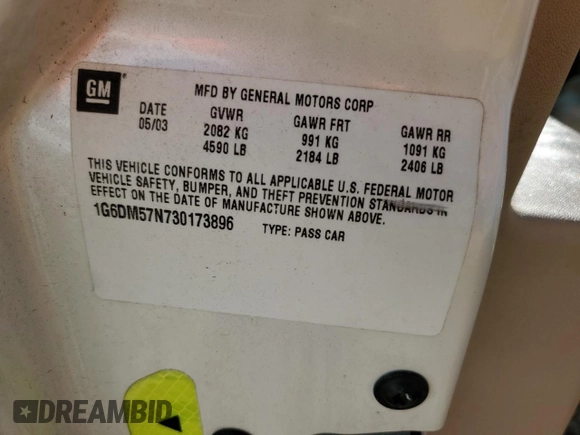 GM
MFD BY GENERAL MOTORS CORP
DATE GVWR GAWR FRT GAWR RR
05/03 2082 KG 991 KG 1091 KG
4590 LB 2184 LB 2406 LB
THIS VEHICLE CONFORMS TO ALL APPLICABLE U.S. FEDERAL MOTOR
VEHICLE SAFETY, BUMPER, AND THEFT PREVENTION STANDARDS IN
EFFECT ON THE DATE OF MANUFACTURE SHOWN ABOVE.
1G6DM57N730173896 TYPE: PASS CAR
DREAMBID